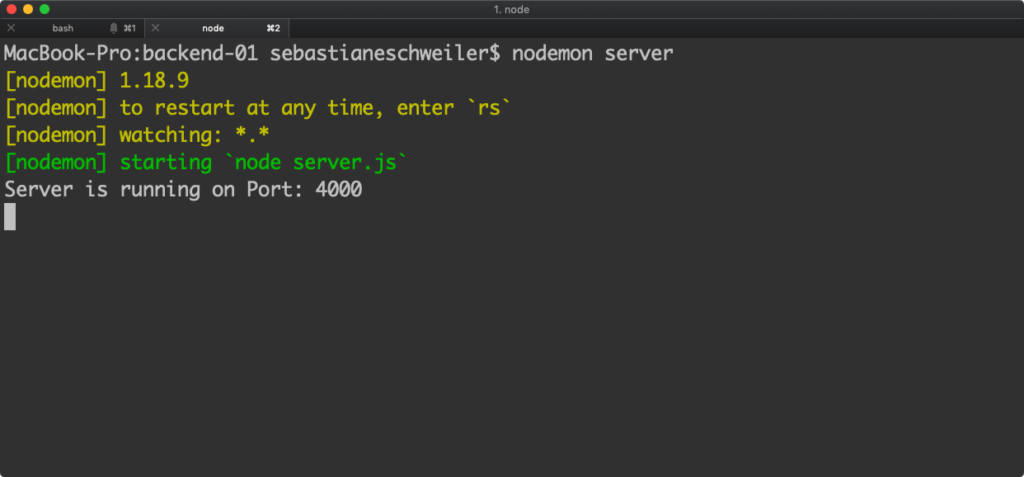 1. node
bash ⌘1 node ⌘2
MacBook-Pro:backend-01 sebastianeschweiler$ nodemon server
[nodemon] 1.18.9
[nodemon] to restart at any time, enter `rs`
[nodemon] watching: *.*
[nodemon] starting `node server.js`
Server is running on Port: 4000